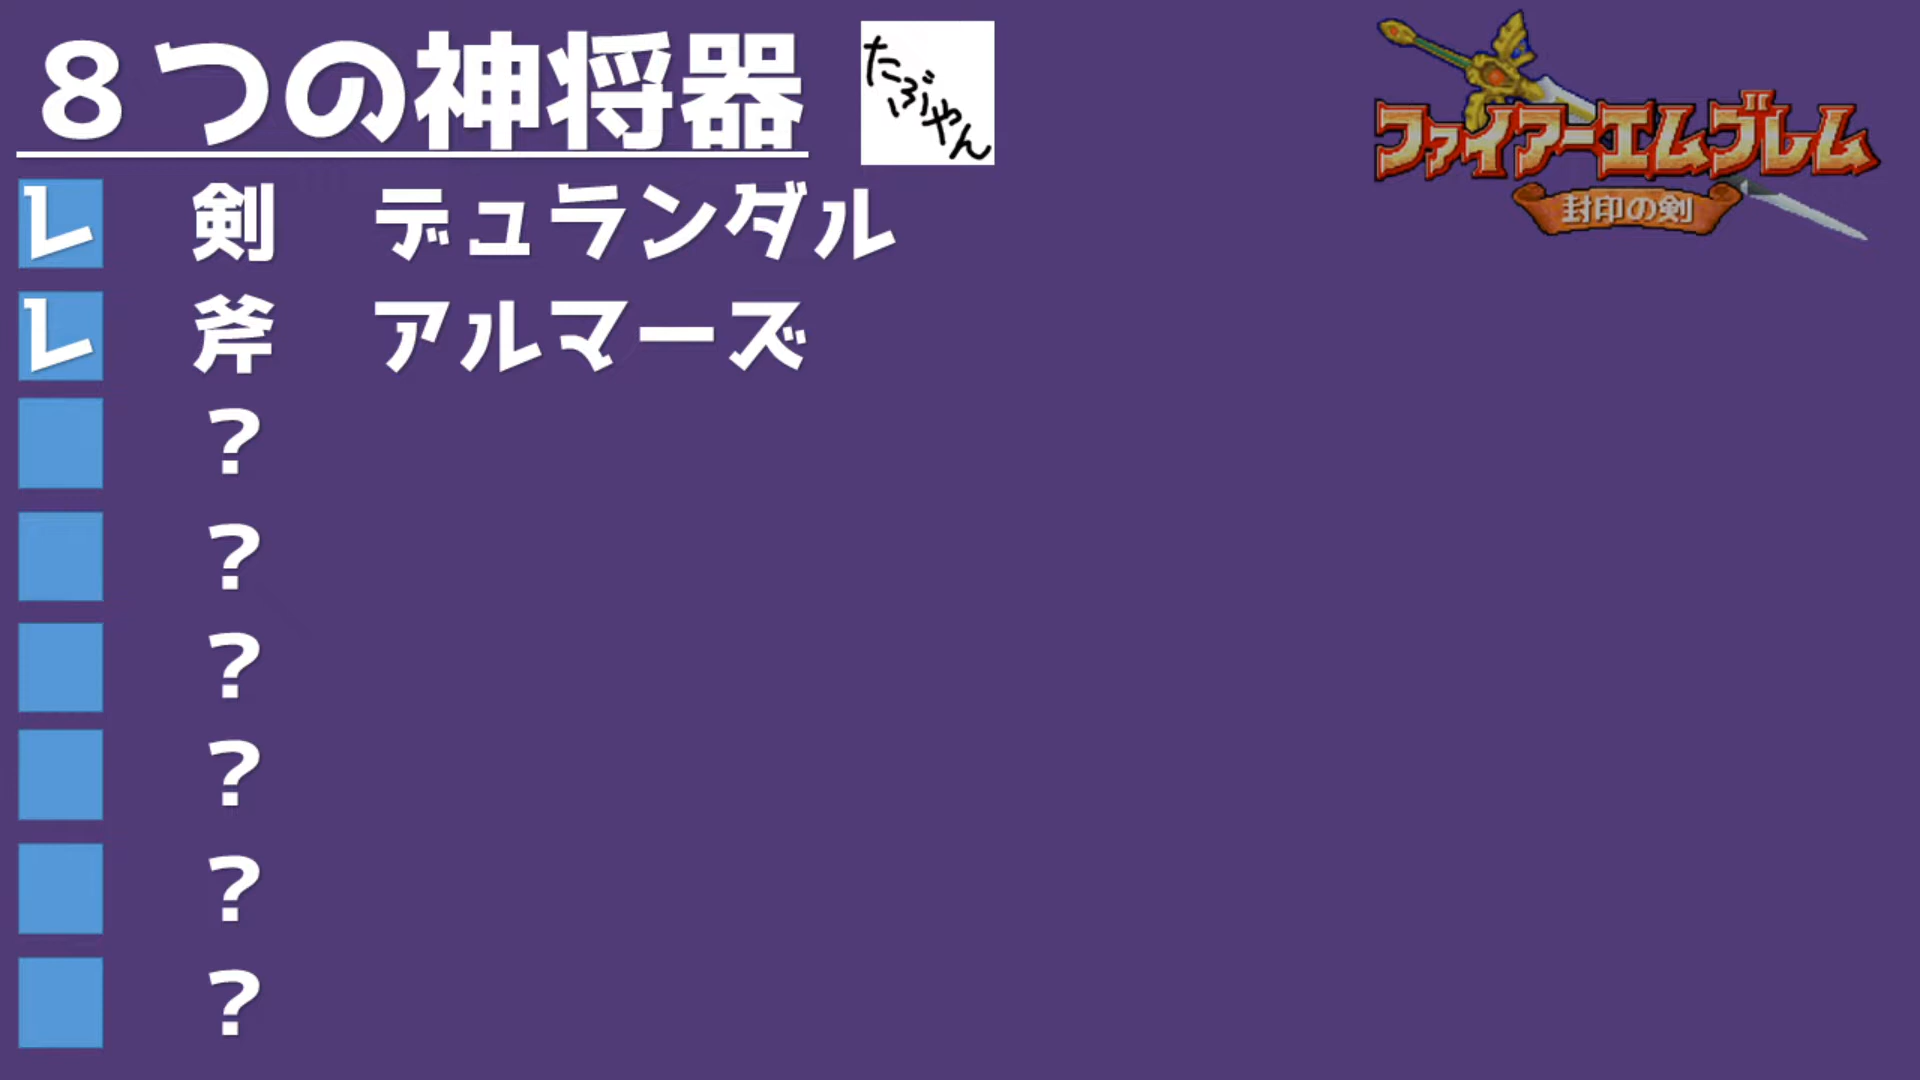 ８つの神将器
たぶやん
ファイアーエムブレム
封印の剣
レ 剣 デュランダル
レ 斧 アルマーズ
？
？
？
？
？
？